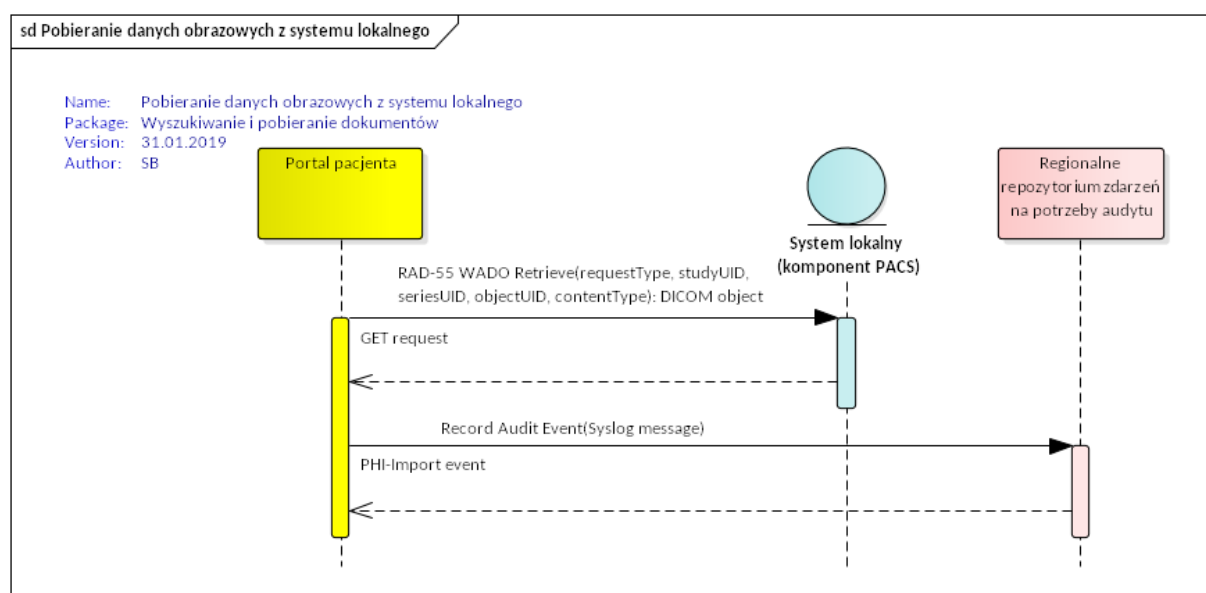 sd Pobieranie danych obrazowych z systemu lokalnego
Name: Pobieranie danych obrazowych z systemu lokalnego
Package: Wyszukiwanie i pobieranie dokumentów
Version: 31.01.2019
Author: SB
Portal pacjenta
System lokalny
(komponent PACS)
Regionalne
repozytorium zdarzeń
na potrzeby audytu
RAD-55 WADO Retrieve(requestType, studyUID,
seriesUID, objectUID, contentType): DICOM object
GET request
Record Audit Event(Syslog message)
PHI-Import event